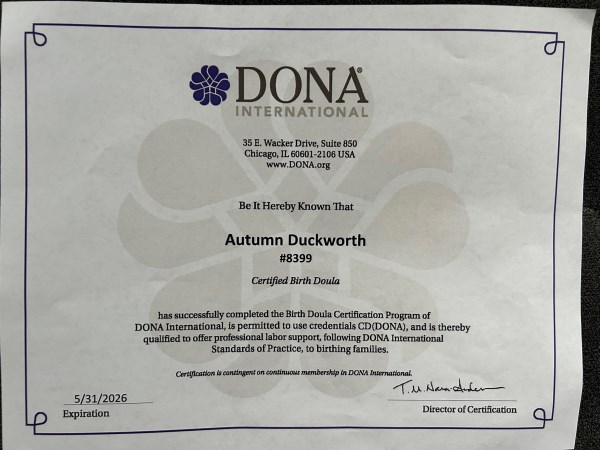 DONA®
INTERNATIONAL
35 E. Wacker Drive, Suite 850
Chicago, IL 60601-2106 USA
www.DONA.org
Be It Hereby Known That
Autumn Duckworth
#8399
Certified Birth Doula
has successfully completed the Birth Doula Certification Program of
DONA International, is permitted to use credentials CD(DONA), and is hereby
qualified to offer professional labor support, following DONA International
Standards of Practice, to birthing families.
Certification is contingent on continuous membership in DONA International.
5/31/2026
Expiration
Director of Certification